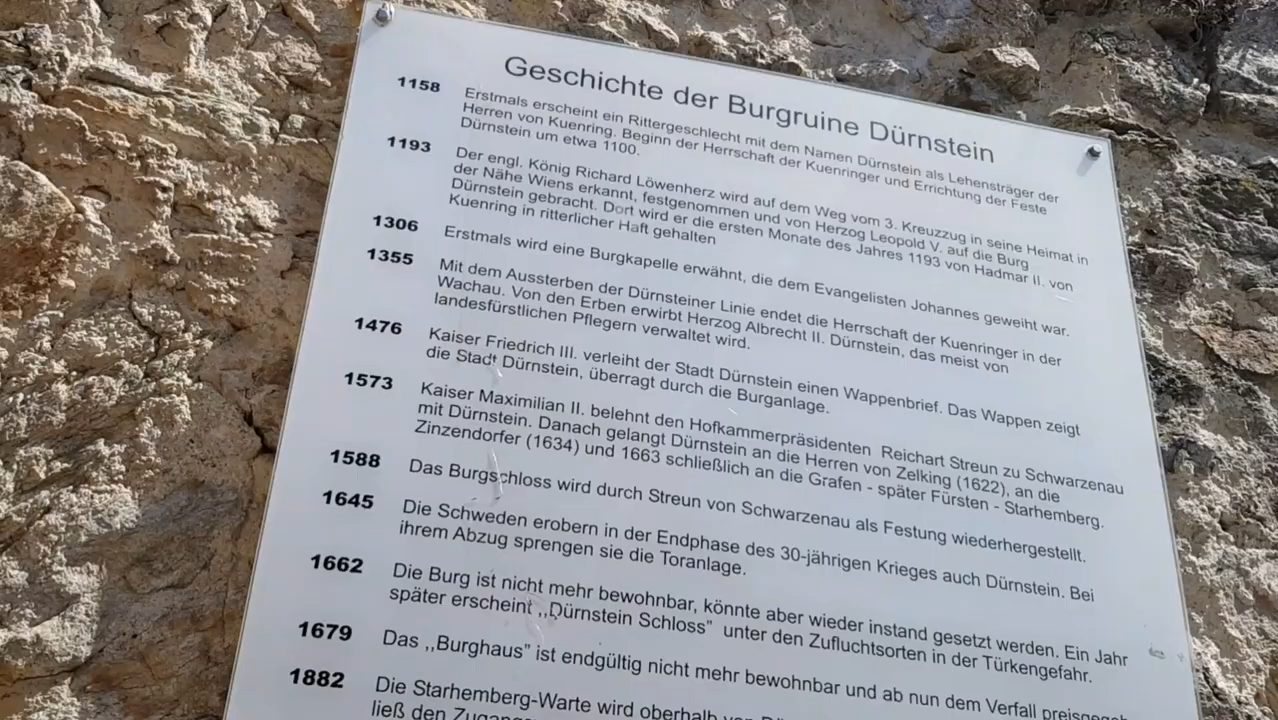 Geschichte der Burgruine Dürnstein
1158 Erstmals erscheint ein Rittergeschlecht mit dem Namen Dürnstein als Lehensträger der
Herren von Kuenring. Beginn der Herrschaft der Kuenringer und Errichtung der Feste
Dürnstein um etwa 1100.
1193 Der engl. König Richard Löwenherz wird auf dem Weg vom 3. Kreuzzug in seine Heimat in
der Nähe Wiens erkannt, festgenommen und von Herzog Leopold V. auf die Burg
Dürnstein gebracht. Dort wird er die ersten Monate des Jahres 1193 von Hadmar II. von
Kuenring in ritterlicher Haft gehalten
1306 Erstmals wird eine Burgkapelle erwähnt, die dem Evangelisten Johannes geweiht war.
1355 Mit dem Aussterben der Dürnsteiner Linie endet die Herrschaft der Kuenringer in der
Wachau. Von den Erben erwirbt Herzog Albrecht II. Dürnstein, das meist von
landesfürstlichen Pflegern verwaltet wird.
1476 Kaiser Friedrich III. verleiht der Stadt Dürnstein einen Wappenbrief. Das Wappen zeigt
die Stadt Dürnstein, überragt durch die Burganlage.
1573 Kaiser Maximilian II. belehnt den Hofkammerpräsidenten Reichart Streun zu Schwarzenau
mit Dürnstein. Danach gelangt Dürnstein an die Herren von Zelking (1622), an die
Zinzendorfer (1634) und 1663 schließlich an die Grafen - später Fürsten - Starhemberg.
1588 Das Burgschloss wird durch Streun von Schwarzenau als Festung wiederhergestellt.
1645 Die Schweden erobern in der Endphase des 30-jährigen Krieges auch Dürnstein. Bei
ihrem Abzug sprengen sie die Toranlage.
1662 Die Burg ist nicht mehr bewohnbar, könnte aber wieder instand gesetzt werden. Ein Jahr
später erscheint ,,Dürnstein Schloss” unter den Zufluchtsorten in der Türkengefahr.
1679 Das ,,Burghaus” ist endgültig nicht mehr bewohnbar und ab nun dem Verfall
1882 Die Starhemberg-Warte wird oberhalb
ließ den